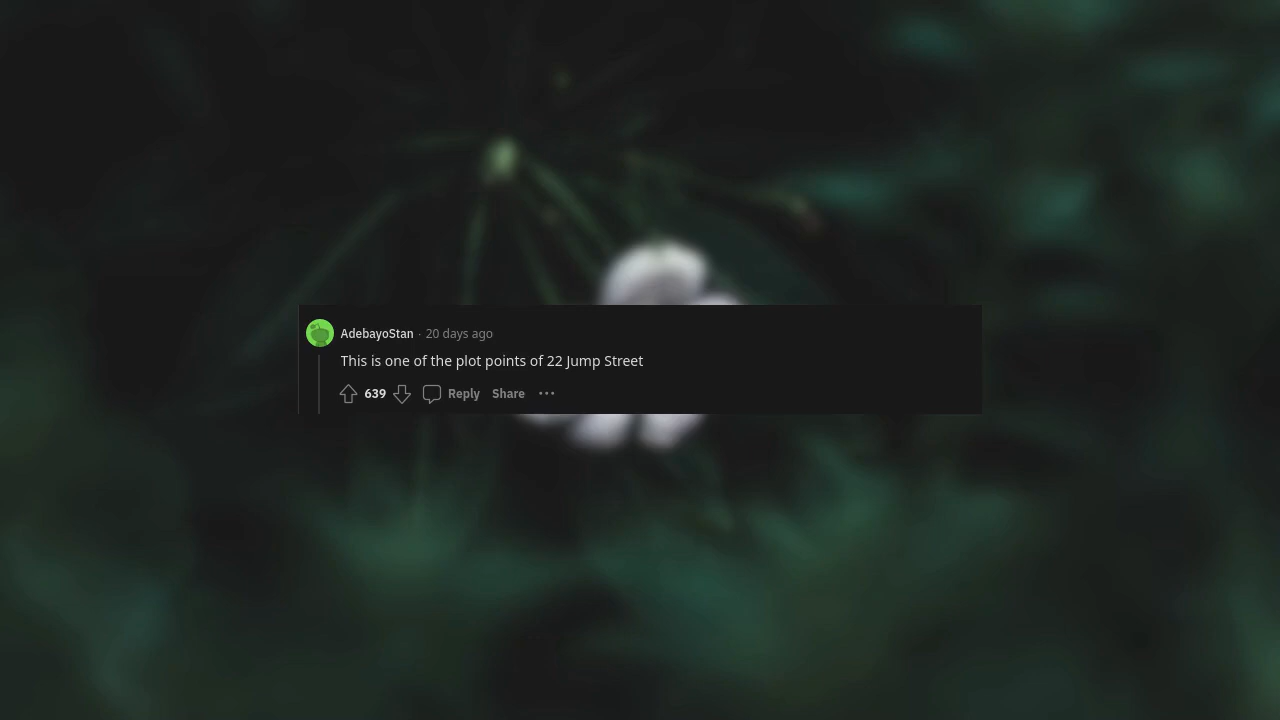 AdebayoStan · 20 days ago
This is one of the plot points of 22 Jump Street
639 Reply Share ···